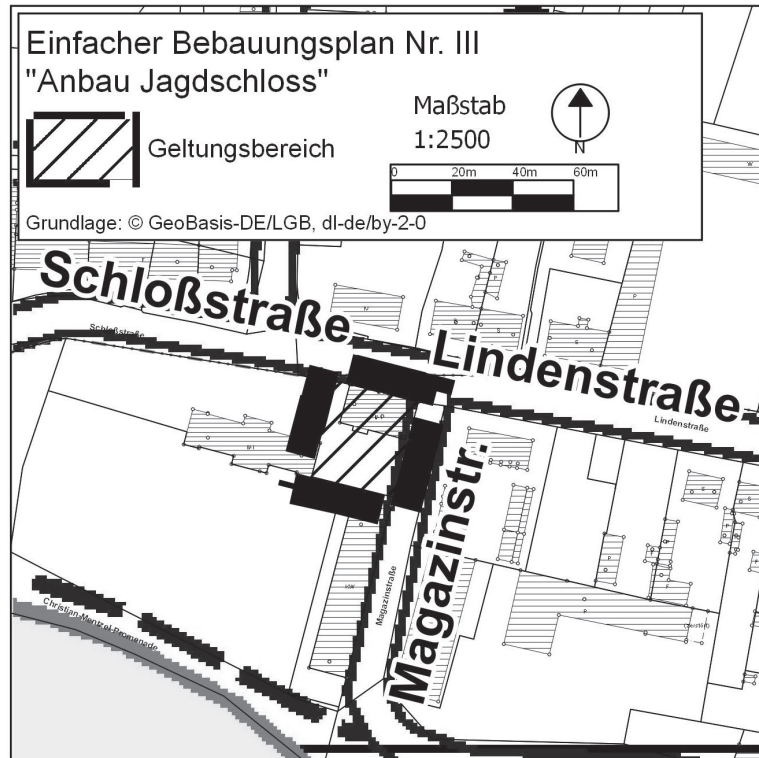 Einfacher Bebauungsplan Nr. III
"Anbau Jagdschloss"
Geltungsbereich
Maßstab
1:2500
N
0 20m 40m 60m
Grundlage: © GeoBasis-DE/LGB, dl-de/by-2-0
Schloßstraße
Schloßstraße
Lindenstraße
Lindenstraße
Magazinstr.
Magazinstraße
Christian-Mentzel Promenade